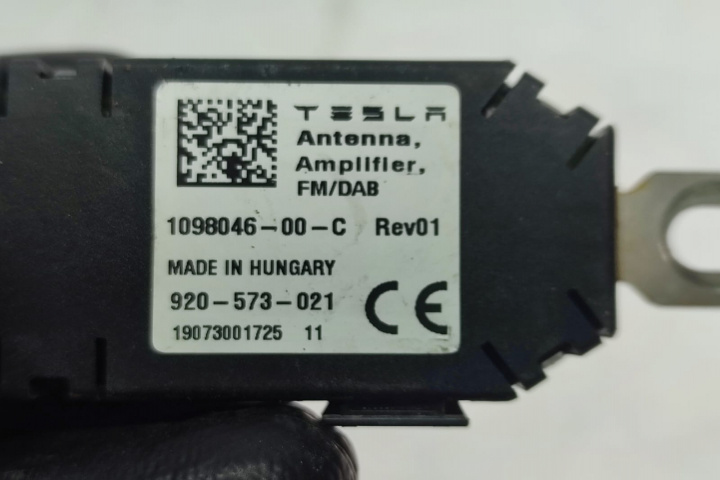 TESLA
Antenna,
Amplifier,
FM/DAB
1098046-00-C Rev01
MADE IN HUNGARY
920-573-021 CE
19073001725 11